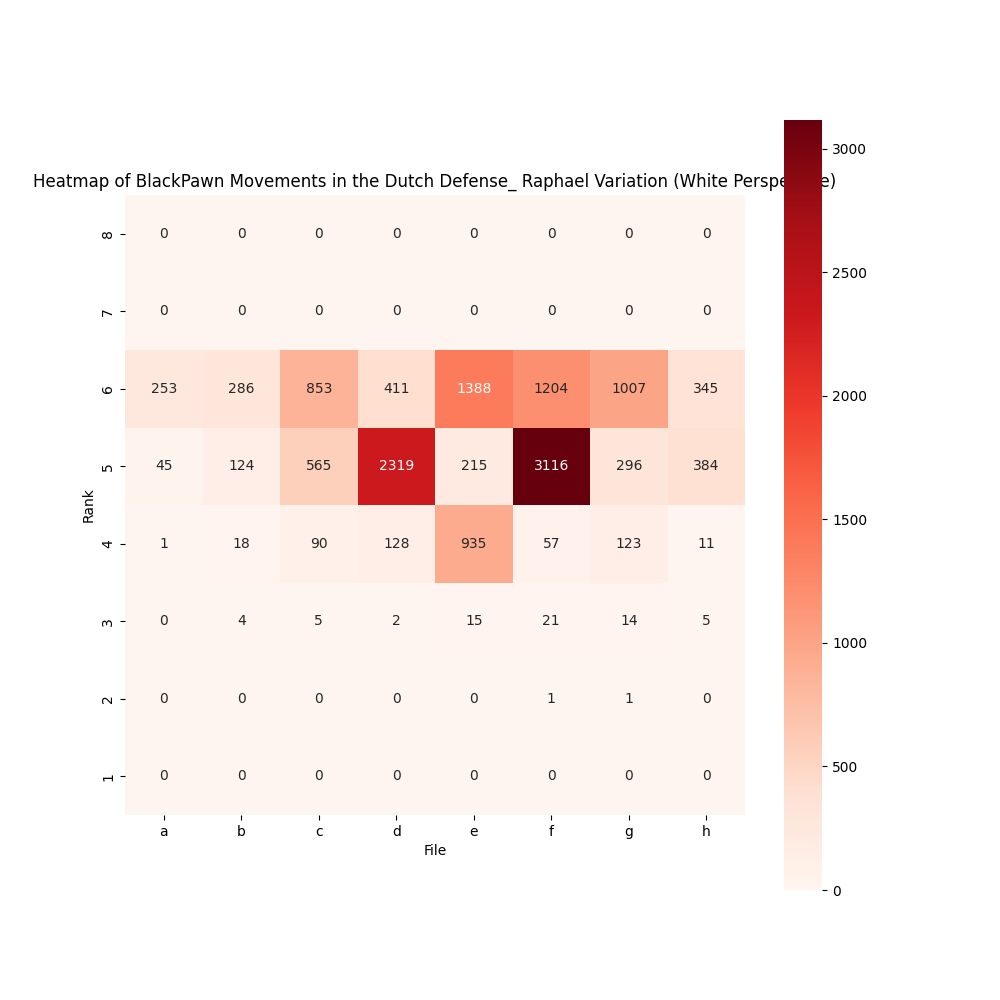 Heatmap of BlackPawn Movements in the Dutch Defense_ Raphael Variation (White Perspe e)
8 0 0 0 0 0 0 0 0
7 0 0 0 0 0 0 0 0
6 253 286 853 411 1388 1204 1007 345
5 45 124 565 2319 215 3116 296 384
4 1 18 90 128 935 57 123 11
3 0 4 5 2 15 21 14 5
2 0 0 0 0 0 1 1 0
1 0 0 0 0 0 0 0 0
a b c d e f g h
File
Rank
3000
2500
2000
1500
1000
500
0